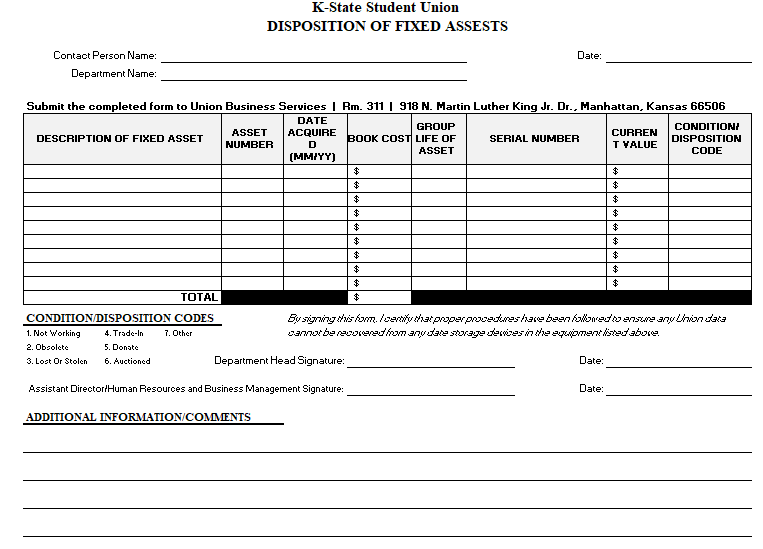 K-State Student Union
DISPOSITION OF FIXED ASSESTS
Contact Person Name: Date:
Department Name:
Submit the completed form to Union Business Services | Rm. 311 | 918 N. Martin Luther King Jr. Dr., Manhattan, Kansas 66506
DESCRIPTION OF FIXED ASSET
ASSET
NUMBER
DATE
ACQUIRE
D
(MM/YY)
BOOK COST
GROUP
LIFE OF
ASSET
SERIAL NUMBER
CURREN
T VALUE
CONDITION/
DISPOSITION
CODE
$ $
$ $
$ $
$ $
$ $
$ $
$ $
$ $
$ $
TOTAL $
CONDITION/DISPOSITION CODES
1. Not Working 4. Trade-In 7. Other
2. Obsolete 5. Donate
3. Lost Or Stolen 6. Auctioned
By signing this form, I certify that proper procedures have been followed to ensure any Union data
cannot be recovered from any date storage devices in the equipment listed above.
Department Head Signature: Date:
Assistant Director/Human Resources and Business Management Signature: Date:
ADDITIONAL INFORMATION/COMMENTS